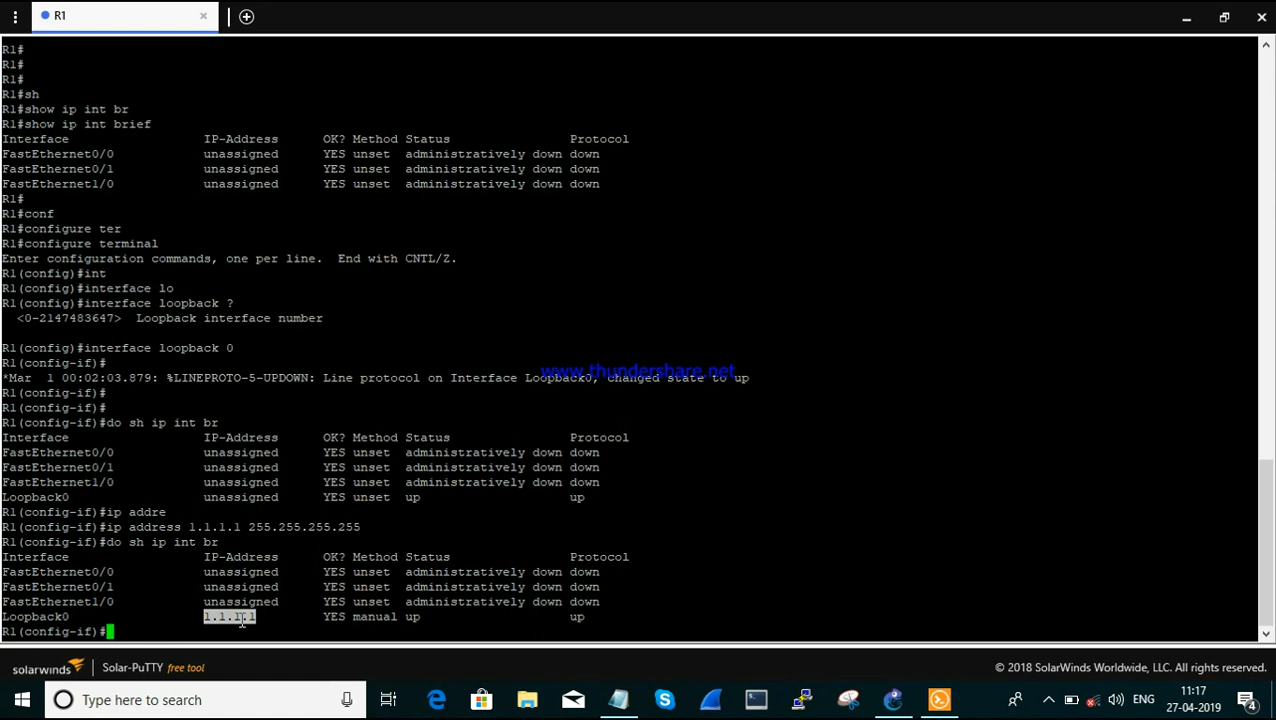 R1
R1#
R1#
R1#
R1#sh
R1#show ip int br
R1#show ip int brief
Interface IP-Address OK? Method Status Protocol
FastEthernet0/0 unassigned YES unset administratively down down
FastEthernet0/1 unassigned YES unset administratively down down
FastEthernet1/0 unassigned YES unset administratively down down
R1#
R1#conf
R1#configure ter
R1#configure terminal
Enter configuration commands, one per line. End with CNTL/Z.
R1(config)#int
R1(config)#interface lo
R1(config)#interface loopback ?
<0-2147483647> Loopback interface number
R1(config)#interface loopback 0
R1(config-if)#
www.thundershare.net
*Mar 1 00:02:03.879: %LINEPROTO-5-UPDOWN: Line protocol on Interface Loopback0, changed state to up
R1(config-if)#
R1(config-if)#
R1(config-if)#do sh ip int br
Interface IP-Address OK? Method Status Protocol
FastEthernet0/0 unassigned YES unset administratively down down
FastEthernet0/1 unassigned YES unset administratively down down
FastEthernet1/0 unassigned YES unset administratively down down
Loopback0 unassigned YES unset up up
R1(config-if)#ip addre
R1(config-if)#ip address 1.1.1.1 255.255.255.255
R1(config-if)#do sh ip int br
Interface IP-Address OK? Method Status Protocol
FastEthernet0/0 unassigned YES unset administratively down down
FastEthernet0/1 unassigned YES unset administratively down down
FastEthernet1/0 unassigned YES unset administratively down down
Loopback0 1.1.1.1 YES manual up up
R1(config-if)#
solarwinds Solar-PuTTY free tool © 2018 SolarWinds Worldwide, LLC. All rights reserved.
Type here to search ENG 11:17
27-04-2019 4